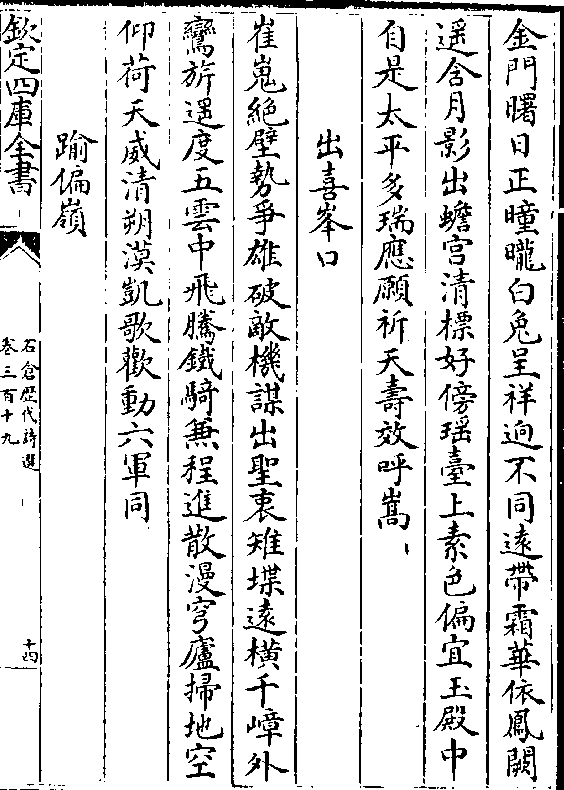 金門曙日正曈曨白兎呈祥逈不同遠帶霜華依鳳闕
遥含月影出蟾宫清標好傍瑶臺上素色偏宜玉殿中
自是太平多瑞應願祈天壽效呼嵩
出喜峯口
崔嵬絶壁勢爭雄破敵機謀出聖衷雉堞遠横千嶂外
鸞旂遥度五雲中飛騰鐵騎兼程進散漫穹廬掃地空
仰荷天威清朔漠凱歌歡動六軍同
踰偏嶺
欽定四庫全書
石倉歴代詩選
卷三百十九
十四